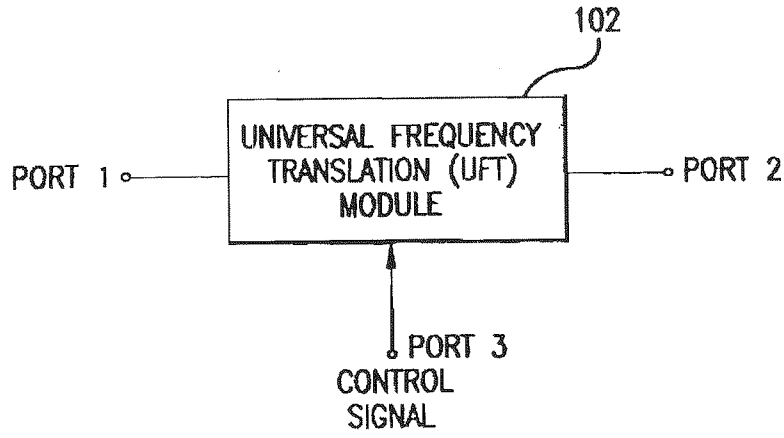 102
UNIVERSAL FREQUENCY
TRANSLATION (UFT)
MODULE
PORT 1
PORT 2
PORT 3
CONTROL
SIGNAL